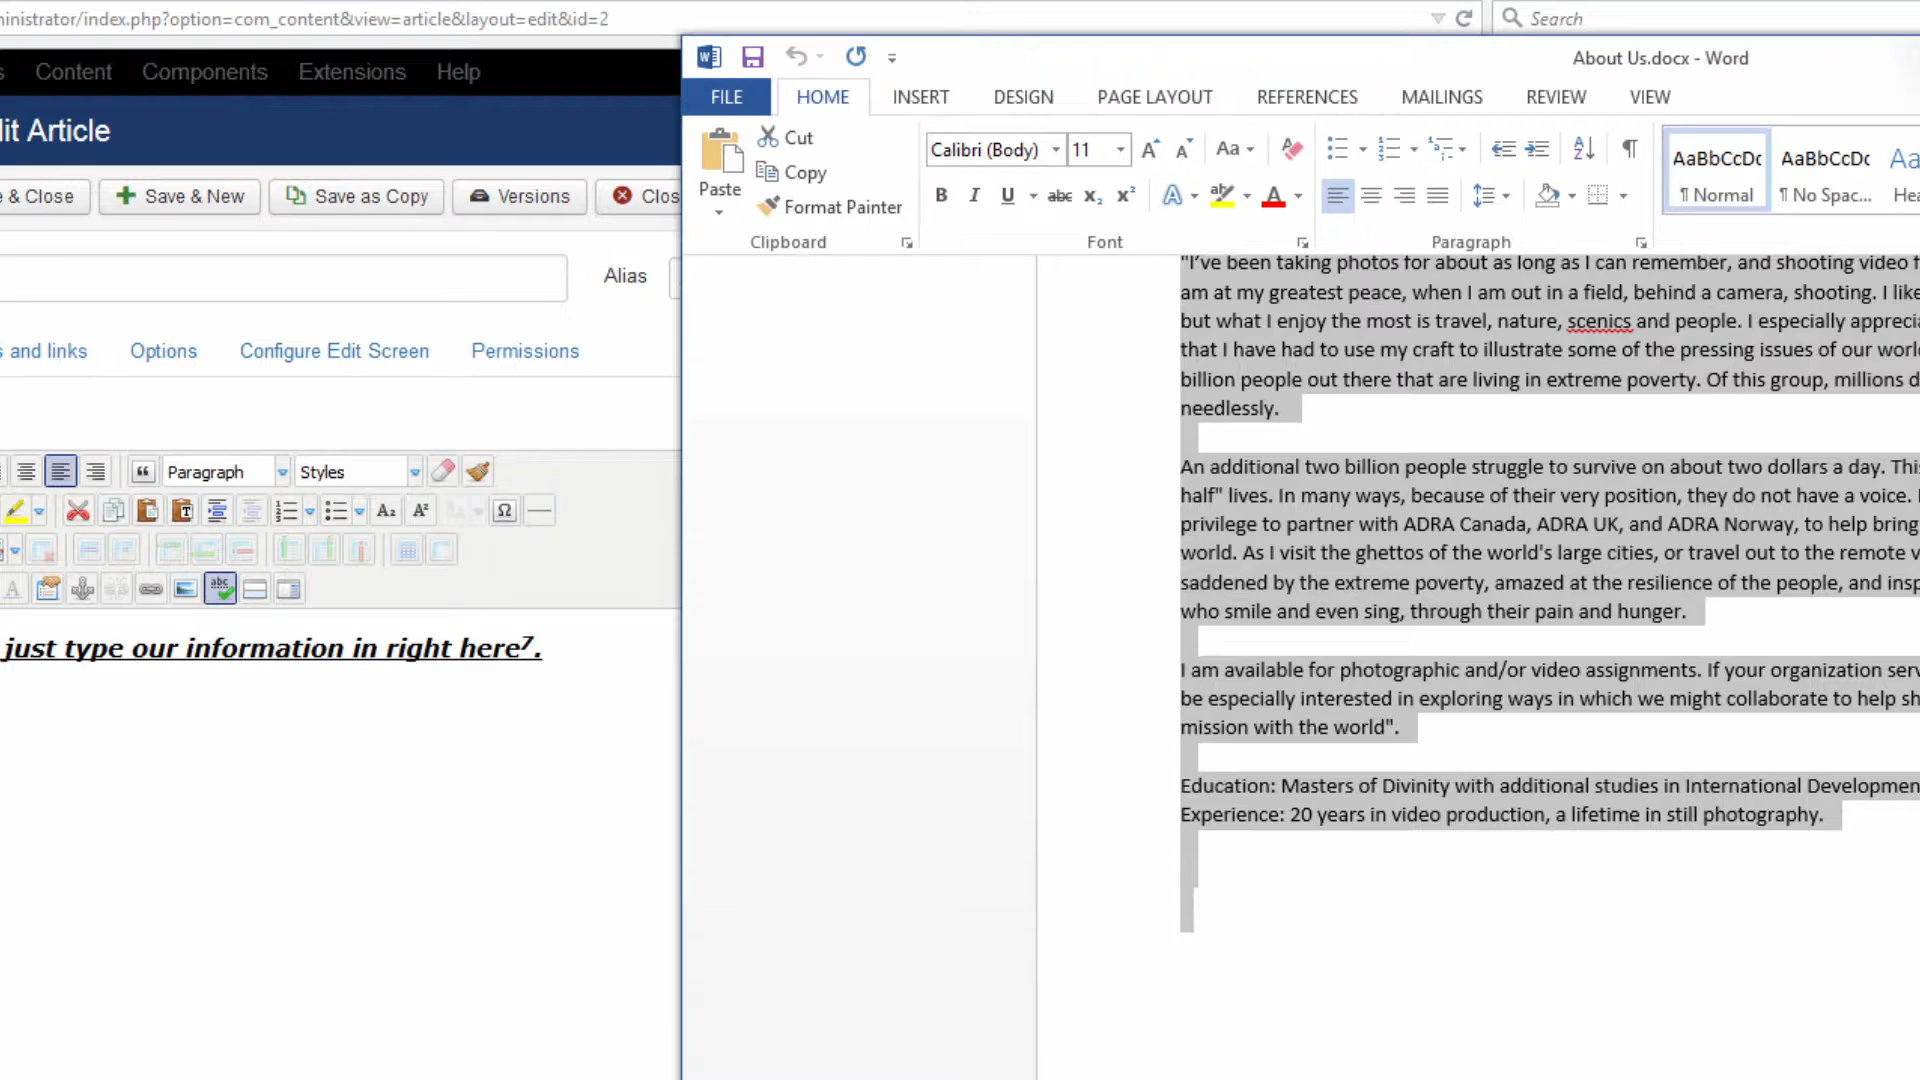 ninistrator/index.php?option=com_content&view=article&layout=edit&id=2
Search
s Content Components Extensions Help
dit Article
& Close
Save & New
Save as Copy
Versions
Clos
Alias
s and links
Options
Configure Edit Screen
Permissions
Paragraph
Styles
just type our information in right here⁷.
About Us.docx - Word
FILE HOME INSERT DESIGN PAGE LAYOUT REFERENCES MAILINGS REVIEW VIEW
Paste
Cut
Copy
Format Painter
Clipboard
Calibri (Body) 11
Font
Paragraph
AaBbCcDc AaBbCcDc Aa
¶ Normal ¶ No Spac... Hea
"I've been taking photos for about as long as I can remember, and shooting video f
am at my greatest peace, when I am out in a field, behind a camera, shooting. I like
but what I enjoy the most is travel, nature, scenics and people. I especially apprecia
that I have had to use my craft to illustrate some of the pressing issues of our world
billion people out there that are living in extreme poverty. Of this group, millions d
needlessly.
An additional two billion people struggle to survive on about two dollars a day. This
half" lives. In many ways, because of their very position, they do not have a voice. I
privilege to partner with ADRA Canada, ADRA UK, and ADRA Norway, to help bring
world. As I visit the ghettos of the world's large cities, or travel out to the remote v
saddened by the extreme poverty, amazed at the resilience of the people, and insp
who smile and even sing, through their pain and hunger.
I am available for photographic and/or video assignments. If your organization serv
be especially interested in exploring ways in which we might collaborate to help sh
mission with the world".
Education: Masters of Divinity with additional studies in International Developmen
Experience: 20 years in video production, a lifetime in still photography.